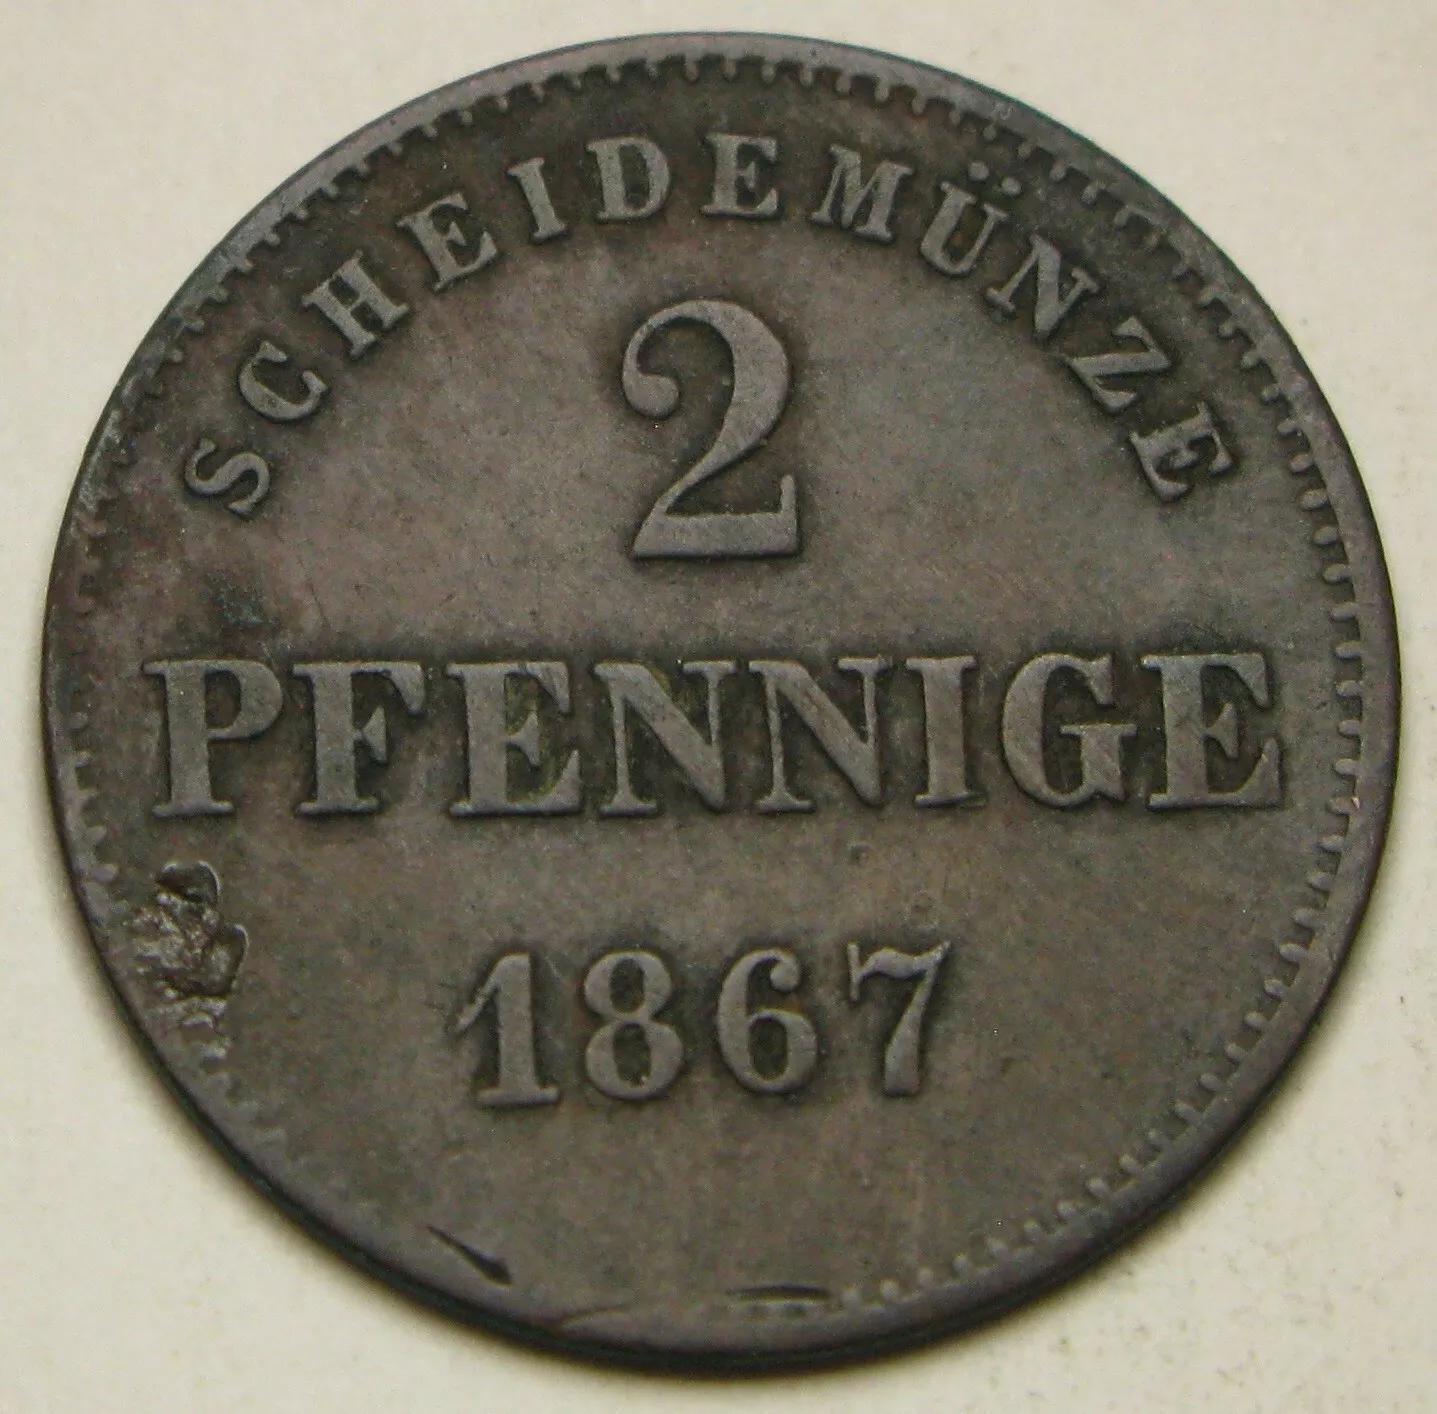 SCHEIDEMÜNZE
2
PFENNIGE
1867